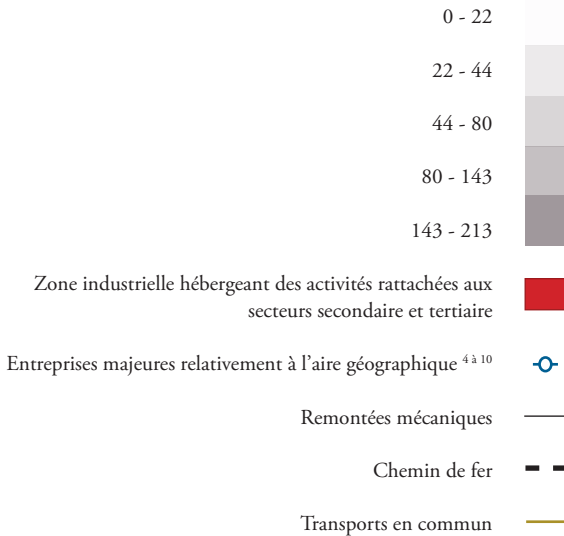 0 - 22
22 - 44
44 - 80
80 - 143
143 - 213
Zone industrielle hébergeant des activités rattachées aux
secteurs secondaire et tertiaire
Entreprises majeures relativement à l'aire géographique 4 à 10
Remontées mécaniques
Chemin de fer
Transports en commun